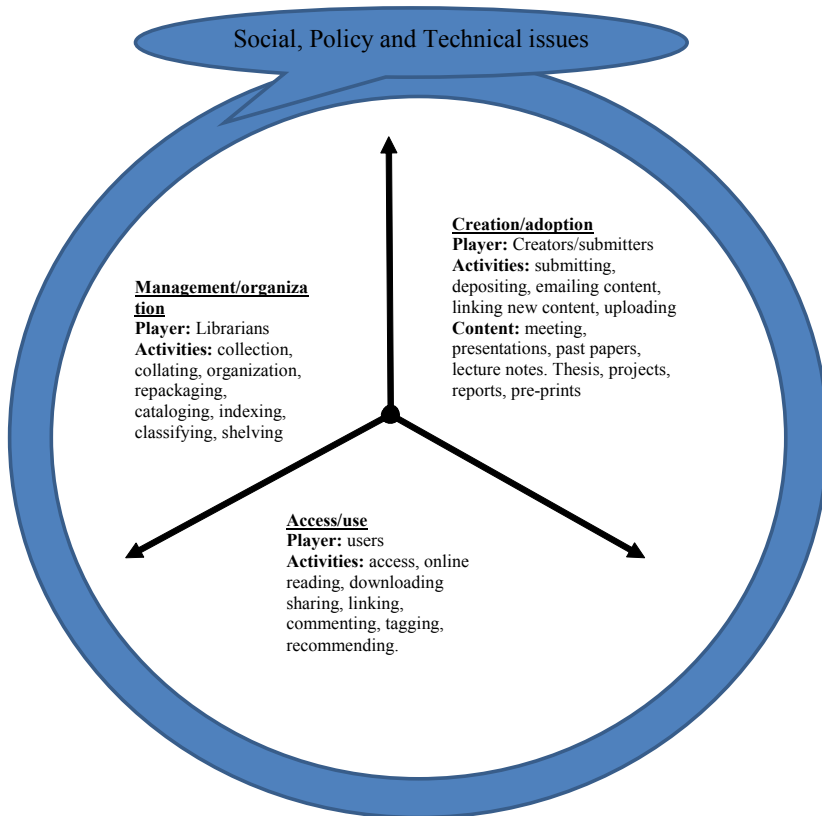 Social, Policy and Technical issues
Creation/adoption
Player: Creators/submitters
Activities: submitting,
depositing, emailing content,
linking new content, uploading
Content: meeting,
presentations, past papers,
lecture notes. Thesis, projects,
reports, pre-prints
Management/organiza
tion
Player: Librarians
Activities: collection,
collating, organization,
repackaging,
cataloging, indexing,
classifying, shelving
Access/use
Player: users
Activities: access, online
reading, downloading
sharing, linking,
commenting, tagging,
recommending.